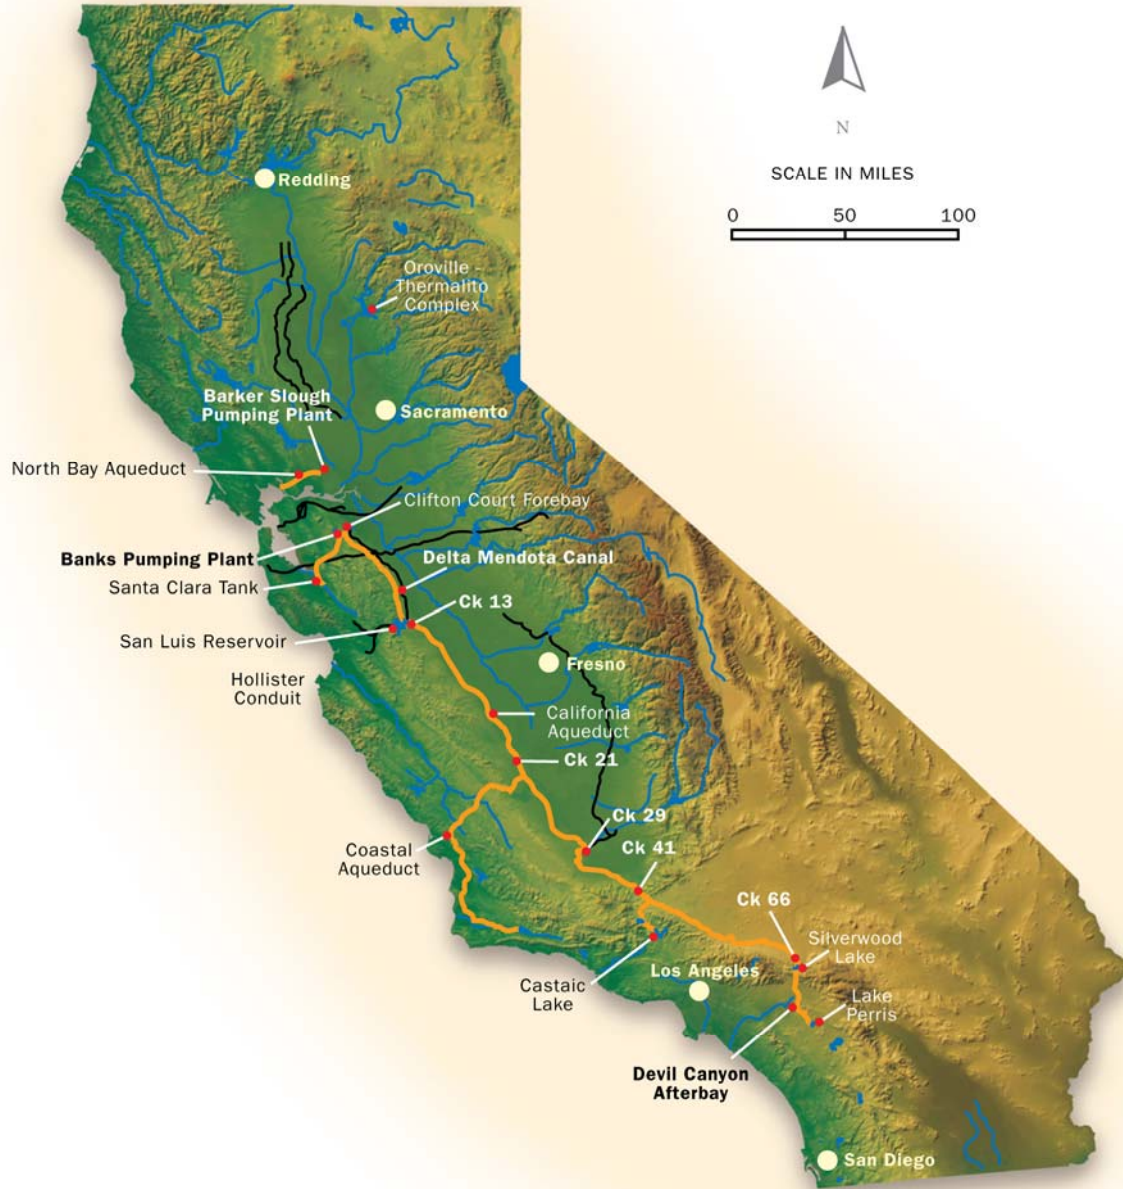 N
SCALE IN MILES
0 50 100
Redding
Oroville -
Thermalito
Complex
Barker Slough
Pumping Plant
Sacramento
North Bay Aqueduct
Clifton Court Forebay
Banks Pumping Plant
Delta Mendota Canal
Santa Clara Tank
Ck 13
San Luis Reservoir
Fresno
Hollister
Conduit
California
Aqueduct
Ck 21
Ck 29
Ck 41
Coastal
Aqueduct
Ck 66
Silverwood
Lake
Los Angeles
Castaic
Lake
Lake
Perris
Devil Canyon
Afterbay
San Diego